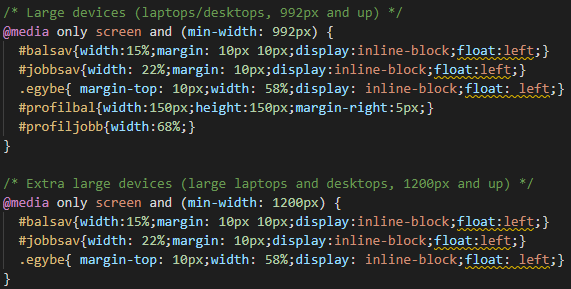 /* Large devices (laptops/desktops, 992px and up) */
@media only screen and (min-width: 992px) {
#balsav{width:15%;margin: 10px 10px;display:inline-block;float:left;}
#jobbsav{width: 22%;margin: 10px;display:inline-block;float:left;}
.egybe{ margin-top: 10px;width: 58%;display: inline-block;float: left;}
#profilbal{width:150px;height:150px;margin-right:5px;}
#profiljobb{width:68%;}
}
/* Extra large devices (large laptops and desktops, 1200px and up) */
@media only screen and (min-width: 1200px) {
#balsav{width:15%;margin: 10px 10px;display:inline-block;float:left;}
#jobbsav{width: 22%;margin: 10px;display:inline-block;float:left;}
.egybe{ margin-top: 10px;width: 58%;display: inline-block;float: left;}
}